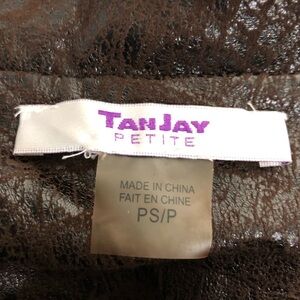 TANJAY
PETITE
MADE IN CHINA
FAIT EN CHINE
PS/P